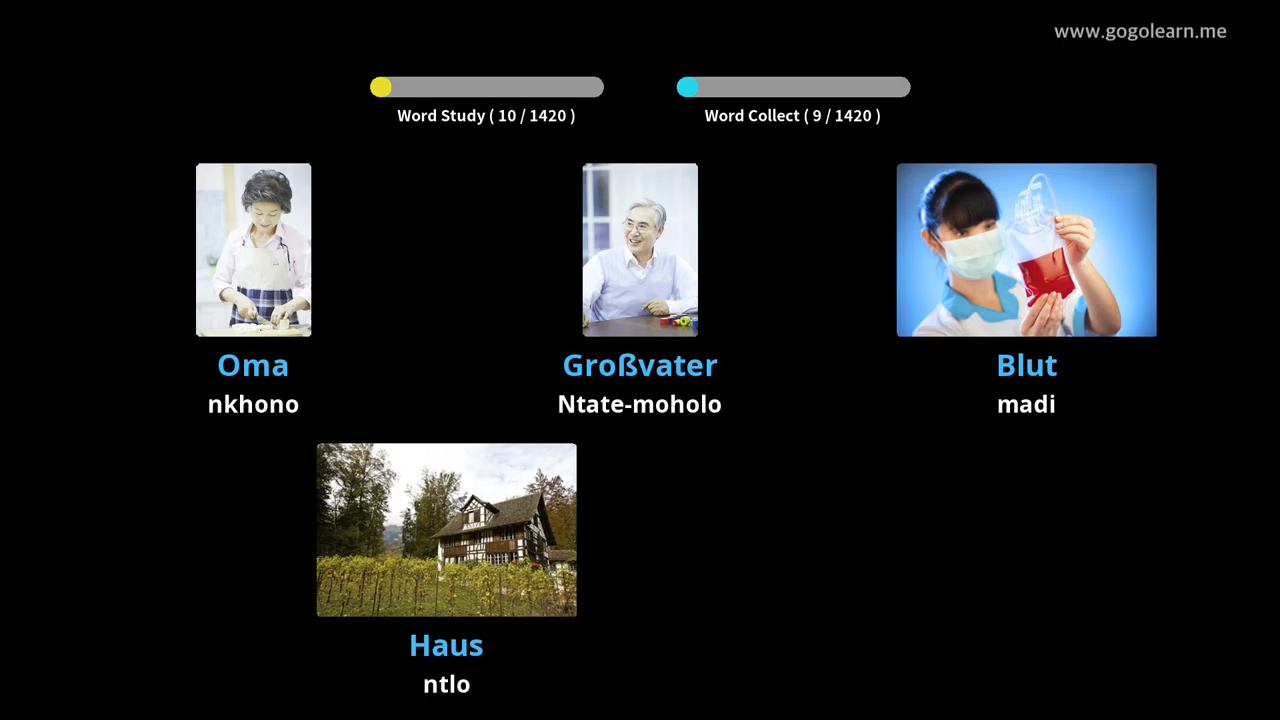 www.gogolearn.me
Word Study ( 10 / 1420 )
Word Collect ( 9 / 1420 )
Oma
nkhono
Großvater
Ntate-moholo
Blut
madi
Haus
ntlo